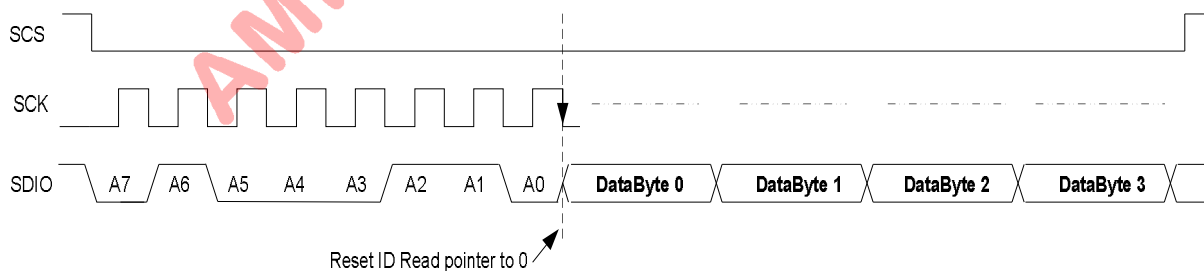 AM
SCS
SCK
SDIO A7 A6 A5 A4 A3 A2 A1 A0 DataByte 0 DataByte 1 DataByte 2 DataByte 3
Reset ID Read pointer to 0